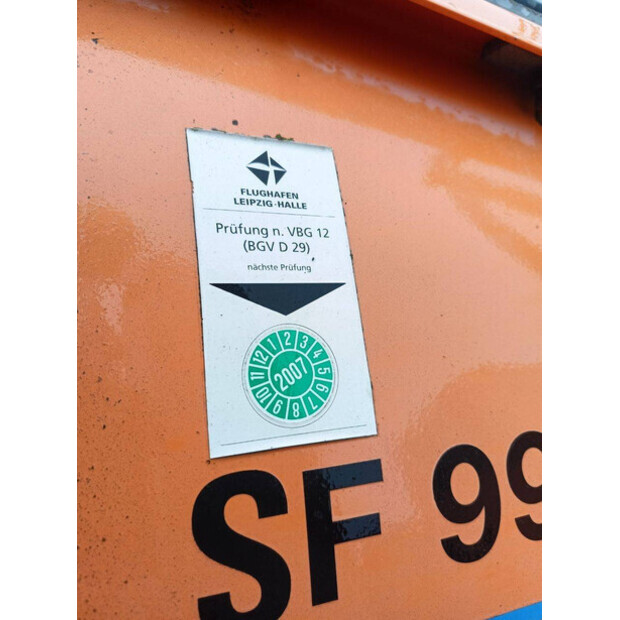 FLUGHAFEN
LEIPZIG-HALLE
Prüfung n. VBG 12
(BGV D 29)
nächste Prüfung
1 2 3 4 5 6 7 8 9 10 11 12
2007
SF 99